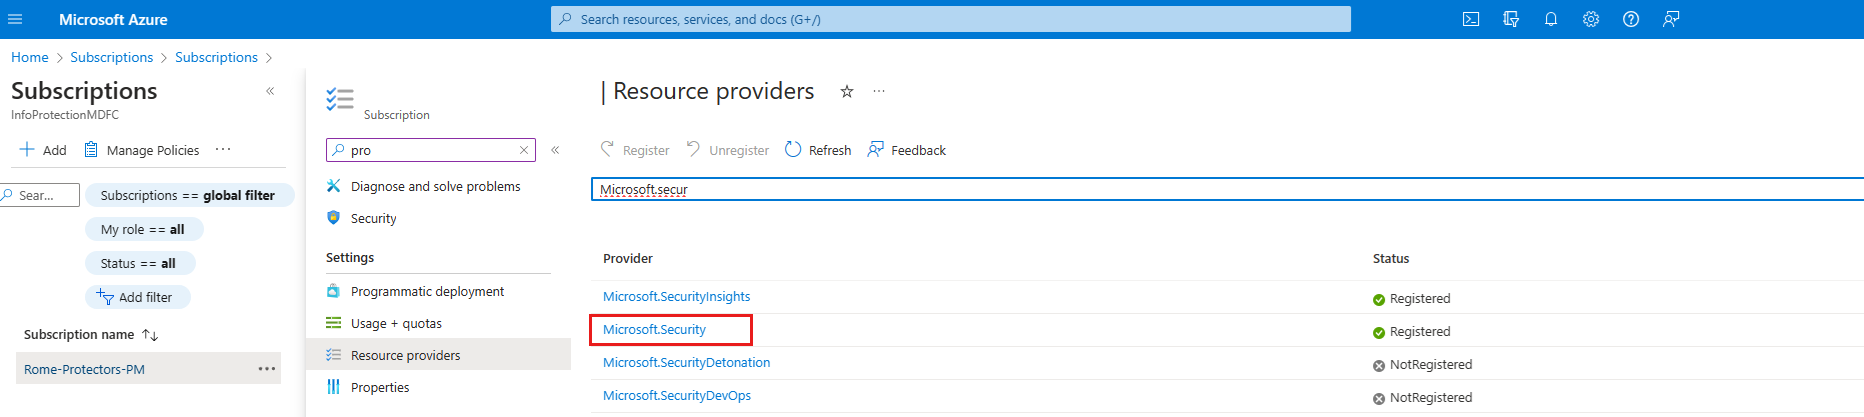 Microsoft Azure
Search resources, services, and docs (G+/)
Home > Subscriptions > Subscriptions >
Subscriptions
InfoProtectionMDFC
Add
Manage Policies
Sear...
Subscriptions == global filter
My role == all
Status == all
Add filter
Subscription name
Rome-Protectors-PM
Subscription
pro
Diagnose and solve problems
Security
Settings
Programmatic deployment
Usage + quotas
Resource providers
Properties
| Resource providers
Register
Unregister
Refresh
Feedback
Microsoft.secur
Provider Status
Microsoft.SecurityInsights Registered
Microsoft.Security Registered
Microsoft.SecurityDetonation NotRegistered
Microsoft.SecurityDevOps NotRegistered